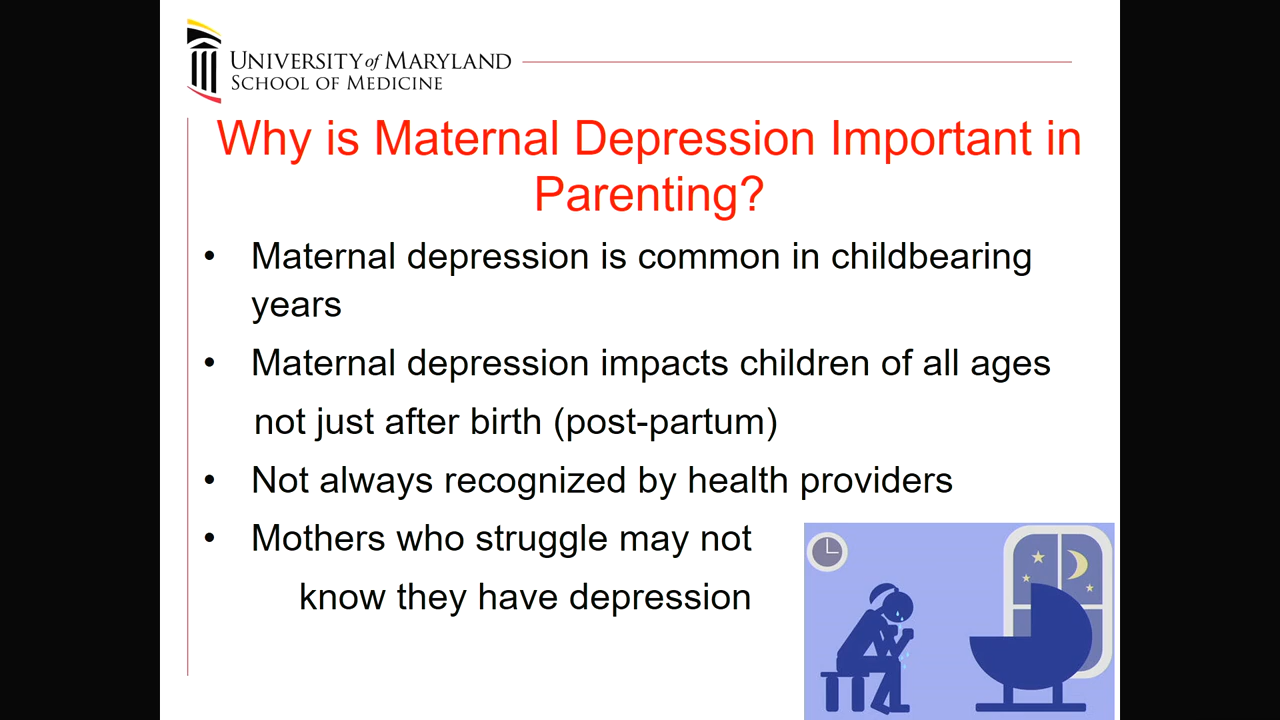 UNIVERSITY of MARYLAND
SCHOOL OF MEDICINE
Why is Maternal Depression Important in
Parenting?
• Maternal depression is common in childbearing
years
• Maternal depression impacts children of all ages
not just after birth (post-partum)
• Not always recognized by health providers
• Mothers who struggle may not
know they have depression